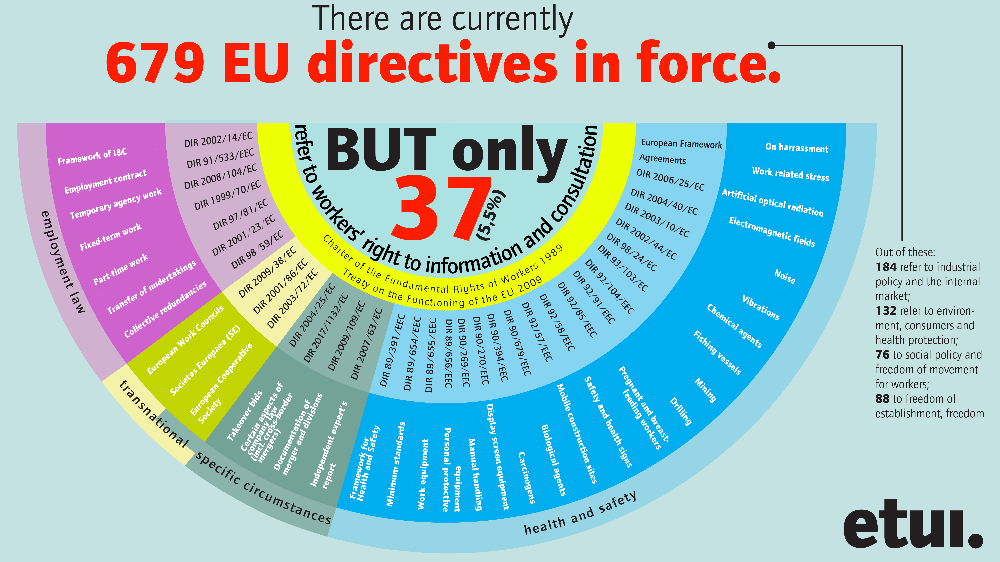 There are currently
679 EU directives in force.
BUT only
37
(5,5%)
refer to workers' right to information and consultation
Charter of the Fundamental Rights of Workers 1989
Treaty on the Functioning of the EU 2009
employment law
Framework of I&C
Employment contract
Temporary agency work
Fixed-term work
Part-time work
Transfer of undertakings
Collective redundancies
DIR 2002/14/EC
DIR 91/533/EEC
DIR 2008/104/EC
DIR 1999/70/EC
DIR 97/81/EC
DIR 2001/23/EC
DIR 98/59/EC
transnational
European Work Councils
Societas Europaea (SE)
European Cooperative
Society
DIR 2009/38/EC
DIR 2001/86/EC
DIR 2003/72/EC
specific circumstances
Takeover bids
Certain aspects of
company law
(incl. cross-border
mergers)
Documentation of
merger and divisions
Independent expert's
report
DIR 2004/25/EC
DIR 2017/1132/EC
DIR 2009/109/EC
DIR 2007/63/EC
health and safety
DIR 89/391/EEC
DIR 89/654/EEC
DIR 89/655/EEC
DIR 89/656/EEC
DIR 90/269/EEC
DIR 90/270/EEC
DIR 90/394/EEC
DIR 90/679/EEC
DIR 92/57/EEC
DIR 92/58/EEC
DIR 92/85/EEC
DIR 92/91/EEC
DIR 92/104/EEC
DIR 93/103/EC
DIR 98/24/EC
DIR 2002/44/EC
DIR 2003/10/EC
DIR 2004/40/EC
DIR 2006/25/EC
European Framework
Agreements
Framework for
Health and Safety
Minimum standards
Work equipment
Personal protective
equipment
Manual handling
Display screen equipment
Carcinogens
Biological agents
Mobile construction sites
Safety and health signs
Pregnant and breast-
feeding workers
Drilling
Mining
Fishing vessels
Chemical agents
Vibrations
Noise
Electromagnetic fields
Artificial optical radiation
Work related stress
On harrassment
Out of these:
184 refer to industrial
policy and the internal
market;
132 refer to environ-
ment, consumers and
health protection;
76 to social policy and
freedom of movement
for workers;
88 to freedom of
establishment, freedom
etui.